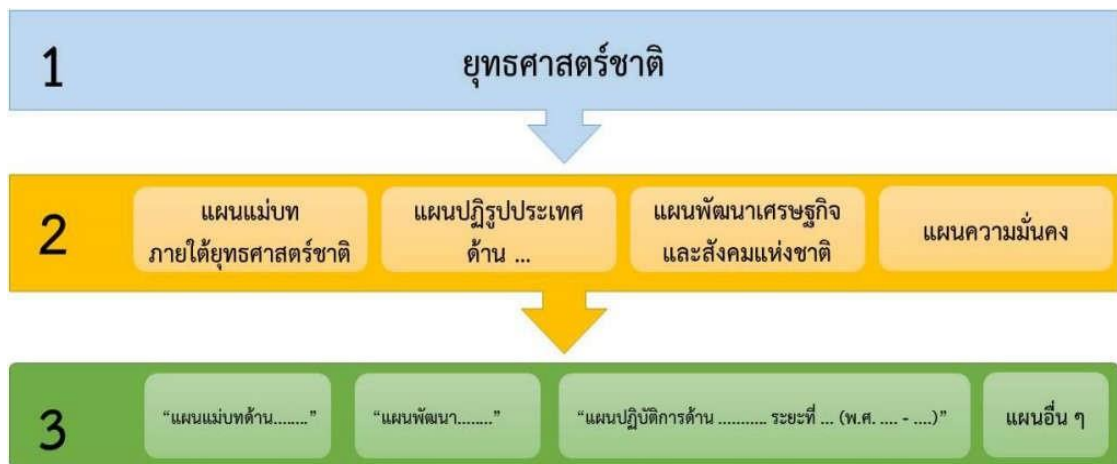 1
ยุทธศาสตร์ชาติ
2
แผนแม่บท
ภายใต้ยุทธศาสตร์ชาติ
แผนปฏิรูปประเทศ
ด้าน ...
แผนพัฒนาเศรษฐกิจ
และสังคมแห่งชาติ
แผนความมั่นคง
3
“แผนแม่บทด้าน........”
“แผนพัฒนา........”
“แผนปฏิบัติการด้าน ........... ระยะที่ ... (พ.ศ. .... - ....)”
แผนอื่น ๆ